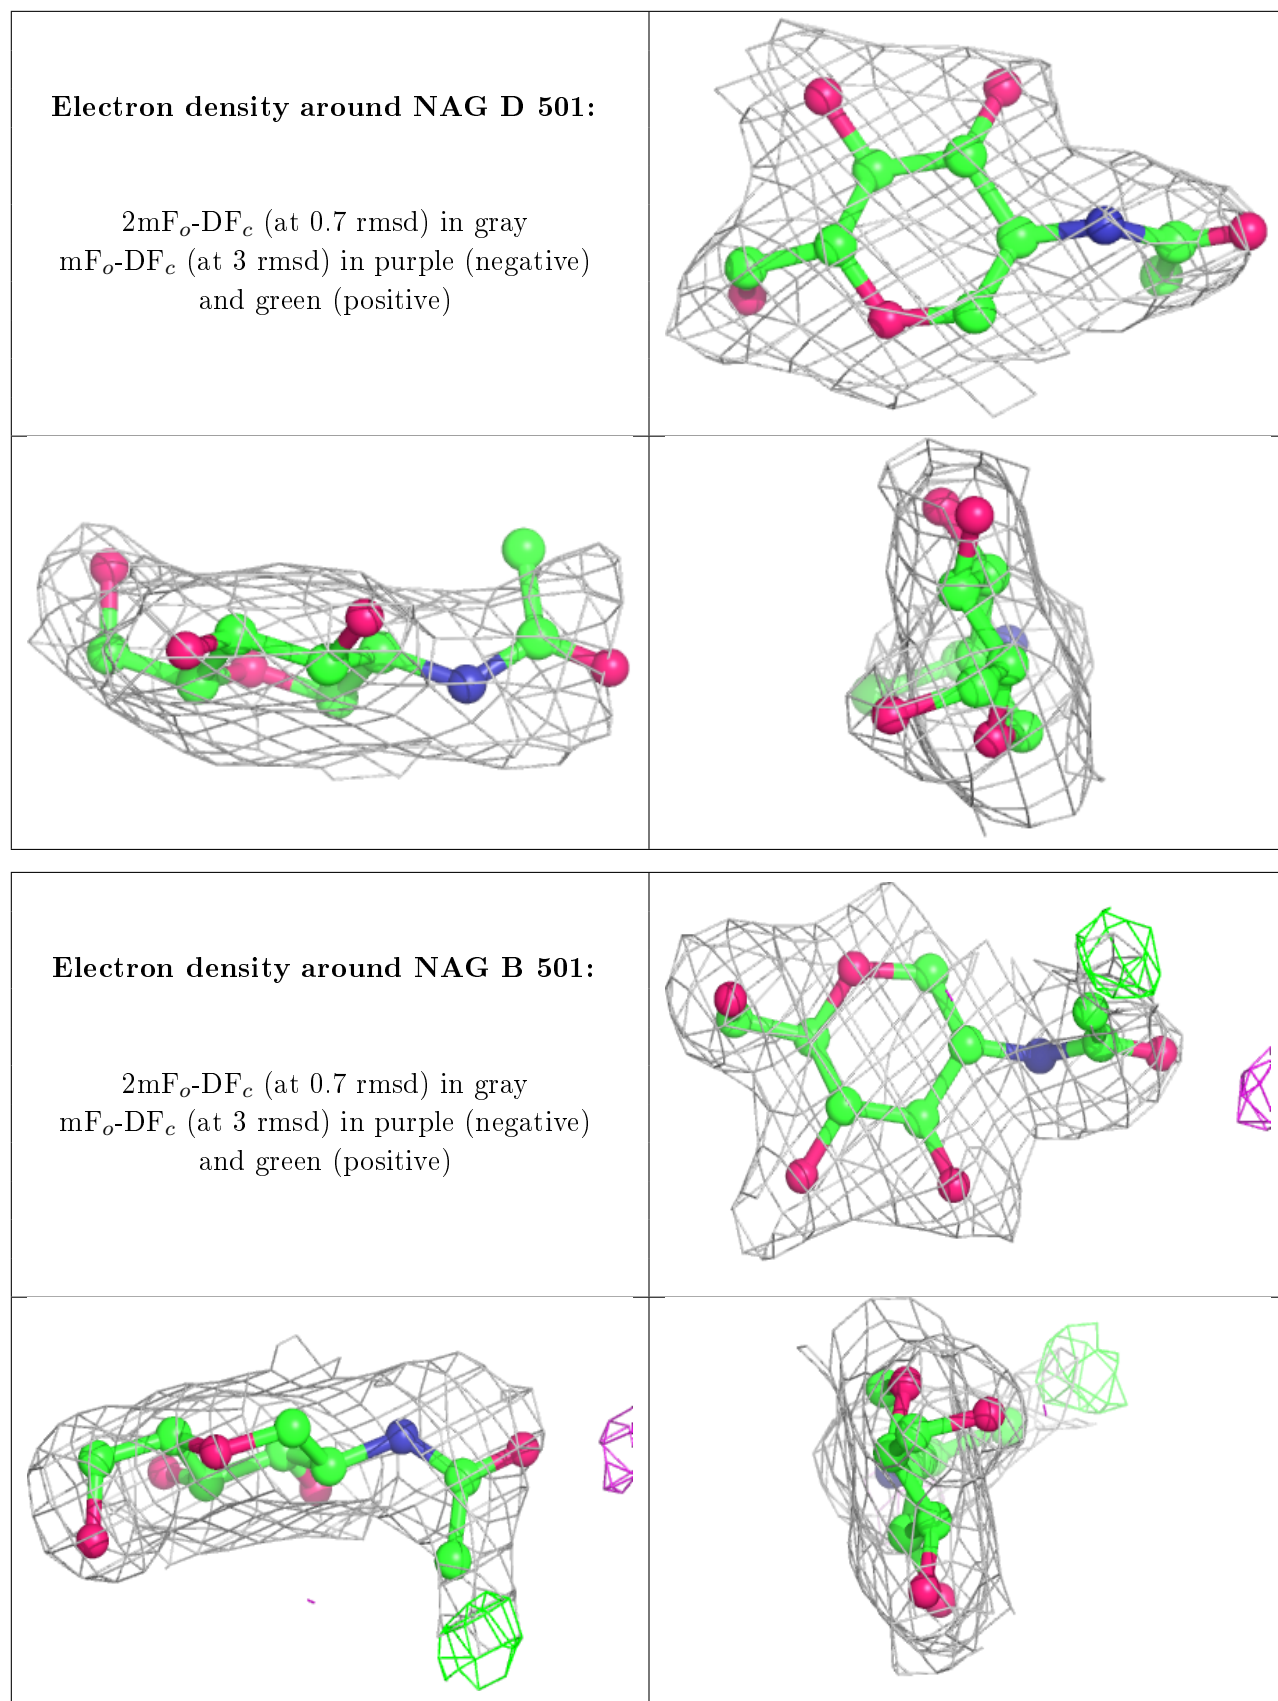 Electron density around NAG D 501:
2mFo-DFc (at 0.7 rmsd) in gray
mFo-DFc (at 3 rmsd) in purple (negative)
and green (positive)
Electron density around NAG B 501:
2mFo-DFc (at 0.7 rmsd) in gray
mFo-DFc (at 3 rmsd) in purple (negative)
and green (positive)